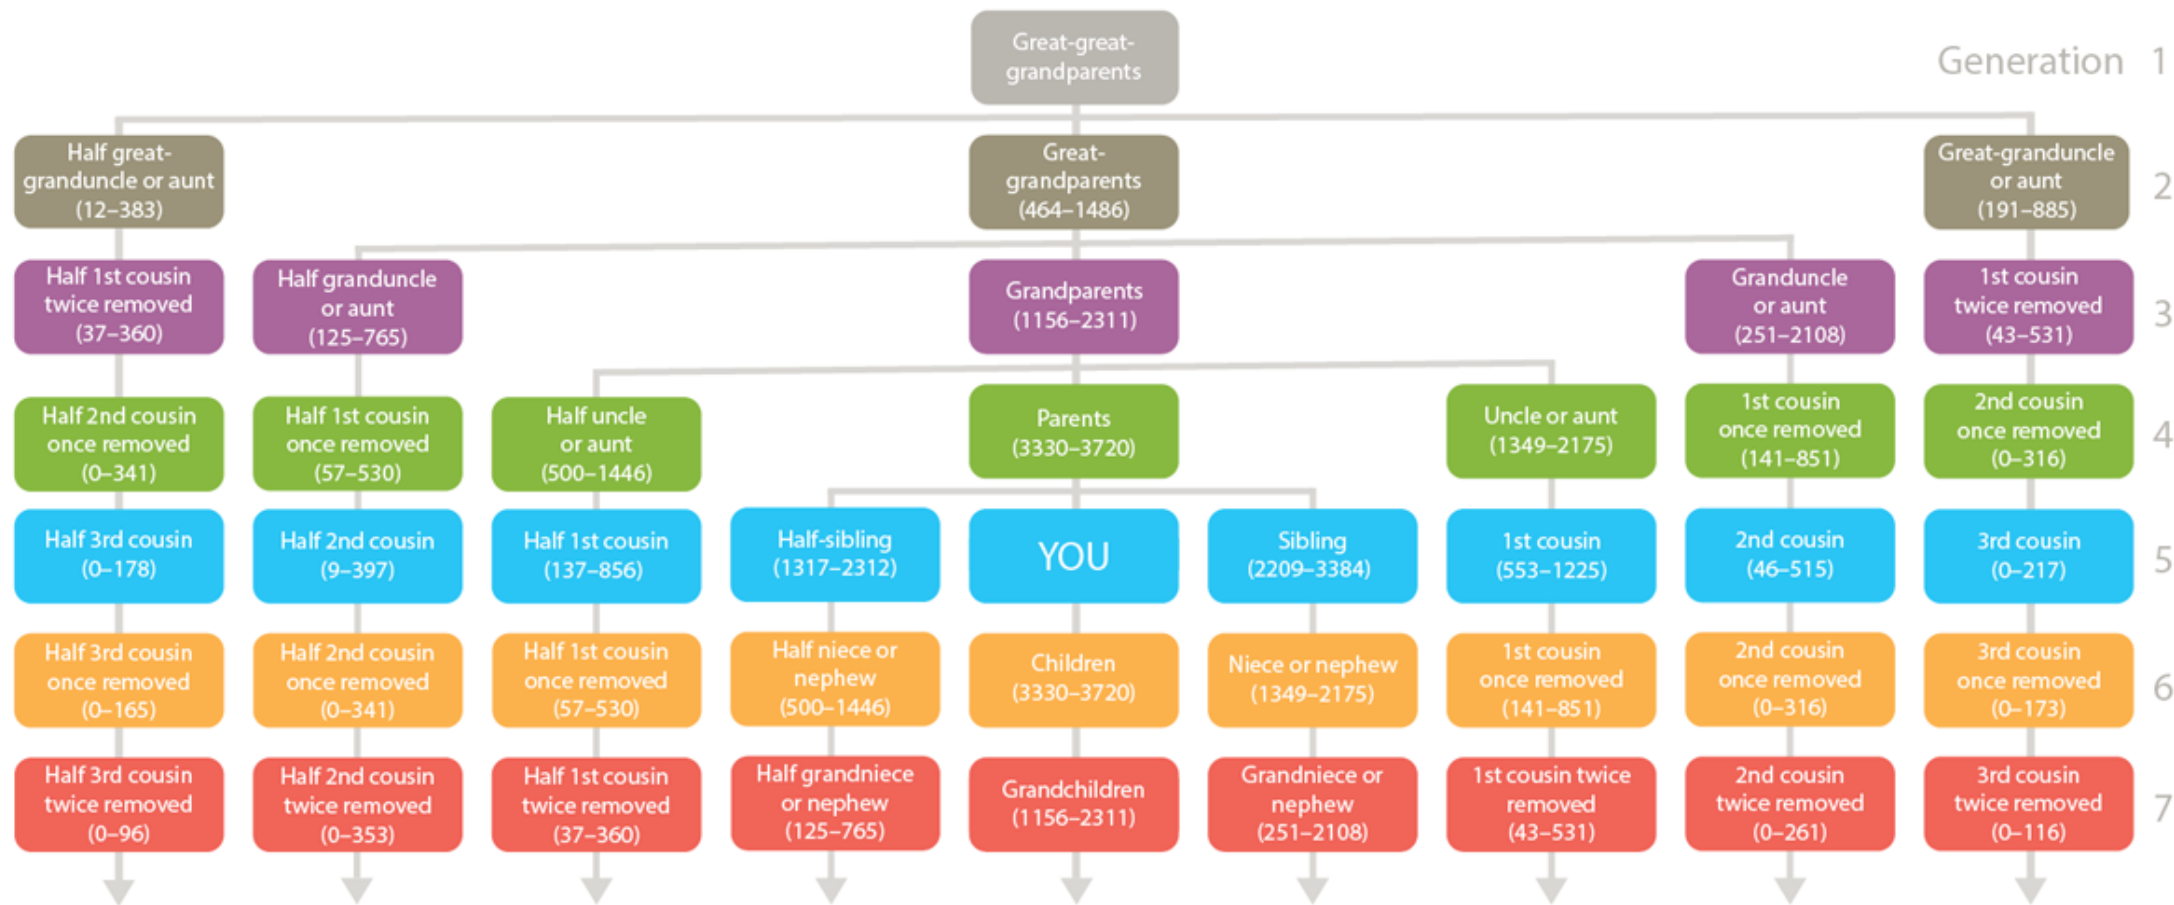 Great-great-
grandparents
Generation 1
Half great-
granduncle or aunt
(12–383)
Great-
grandparents
(464–1486)
Great-granduncle
or aunt
(191–885)
2
Half 1st cousin
twice removed
(37–360)
Half granduncle
or aunt
(125–765)
Grandparents
(1156–2311)
Granduncle
or aunt
(251–2108)
1st cousin
twice removed
(43–531)
3
Half 2nd cousin
once removed
(0–341)
Half 1st cousin
once removed
(57–530)
Half uncle
or aunt
(500–1446)
Parents
(3330–3720)
Uncle or aunt
(1349–2175)
1st cousin
once removed
(141–851)
2nd cousin
once removed
(0–316)
4
Half 3rd cousin
(0–178)
Half 2nd cousin
(9–397)
Half 1st cousin
(137–856)
Half-sibling
(1317–2312)
YOU
Sibling
(2209–3384)
1st cousin
(553–1225)
2nd cousin
(46–515)
3rd cousin
(0–217)
5
Half 3rd cousin
once removed
(0–165)
Half 2nd cousin
once removed
(0–341)
Half 1st cousin
once removed
(57–530)
Half niece or
nephew
(500–1446)
Children
(3330–3720)
Niece or nephew
(1349–2175)
1st cousin
once removed
(141–851)
2nd cousin
once removed
(0–316)
3rd cousin
once removed
(0–173)
6
Half 3rd cousin
twice removed
(0–96)
Half 2nd cousin
twice removed
(0–353)
Half 1st cousin
twice removed
(37–360)
Half grandniece
or nephew
(125–765)
Grandchildren
(1156–2311)
Grandniece or
nephew
(251–2108)
1st cousin twice
removed
(43–531)
2nd cousin
twice removed
(0–261)
3rd cousin
twice removed
(0–116)
7